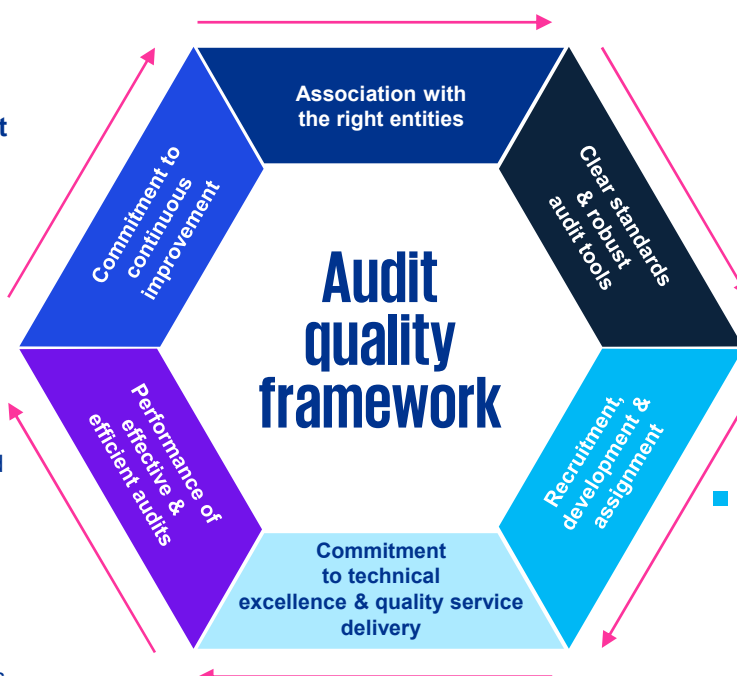 Association with
the right entities
Clear standards
& robust
audit tools
Recruitment,
development &
assignment
Commitment
to technical
excellence & quality service
delivery
Performance of
effective &
efficient audits
Commitment to
continuous
improvement
Audit
quality
framework